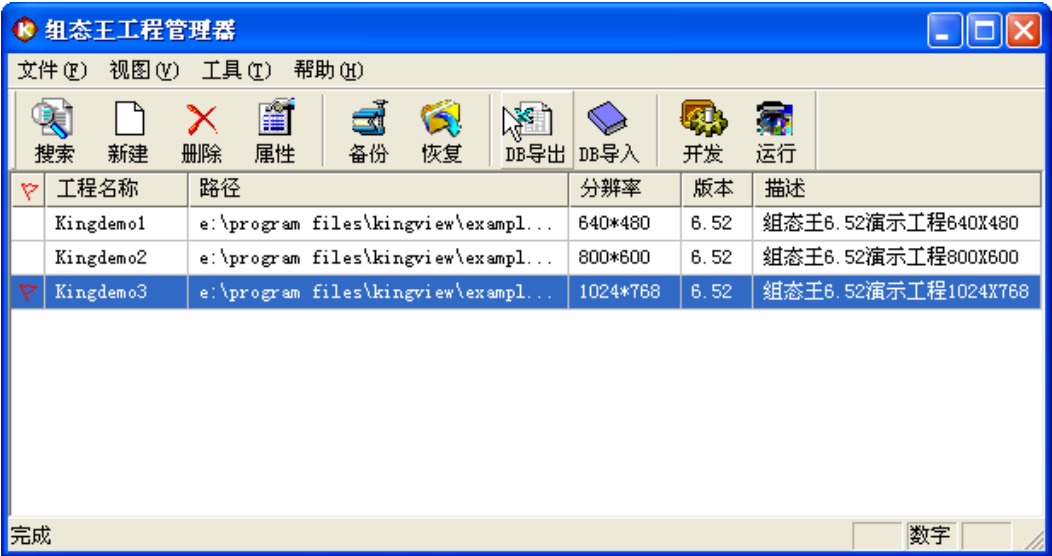 组态王工程管理器
文件(F) 视图(V) 工具(T) 帮助(H)
搜索 新建 删除 属性 备份 恢复 DB导出 DB导入 开发 运行
工程名称 路径 分辨率 版本 描述
Kingdemo1 e:\program files\kingview\exampl... 640*480 6.52 组态王6.52演示工程640X480
Kingdemo2 e:\program files\kingview\exampl... 800*600 6.52 组态王6.52演示工程800X600
Kingdemo3 e:\program files\kingview\exampl... 1024*768 6.52 组态王6.52演示工程1024X768
完成 数字